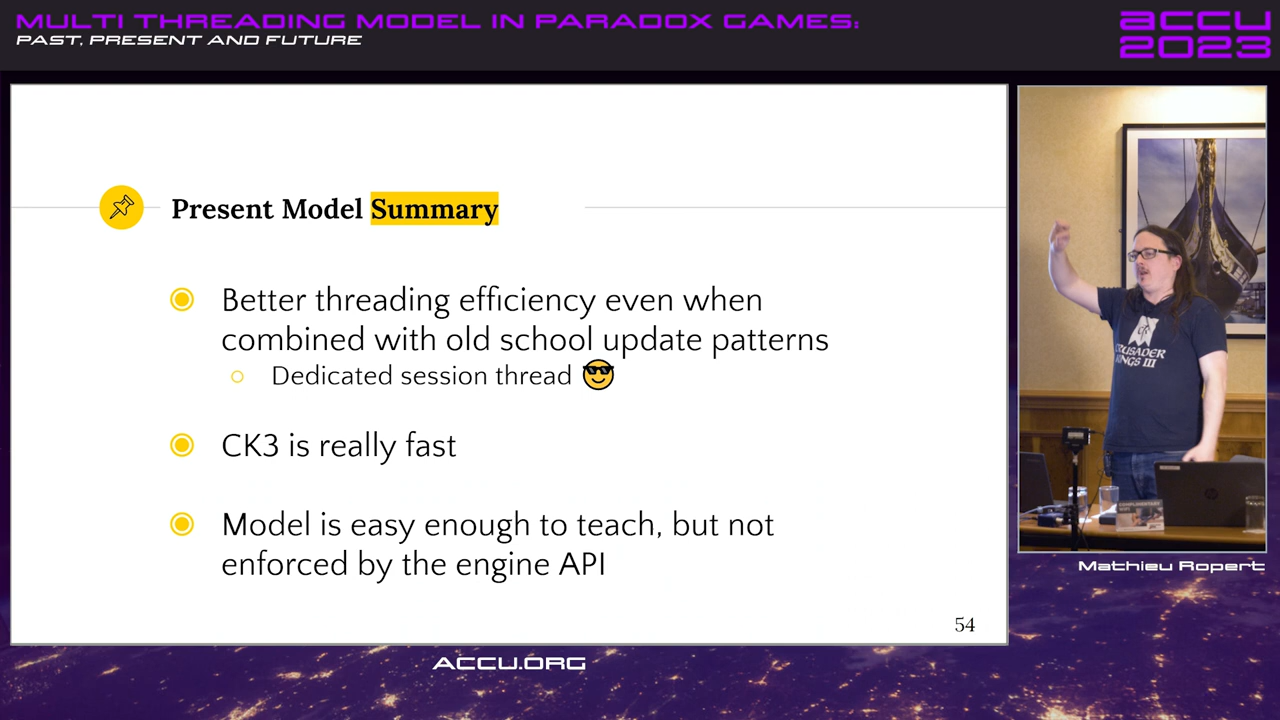 MULTI THREADING MODEL IN PARADOX GAMES:
PAST, PRESENT AND FUTURE
ACCU
2023
Present Model Summary
Better threading efficiency even when
combined with old school update patterns
Dedicated session thread 😎
CK3 is really fast
Model is easy enough to teach, but not
enforced by the engine API
54
CRUSADER
KINGS III
Mathieu Ropert
ACCU.ORG